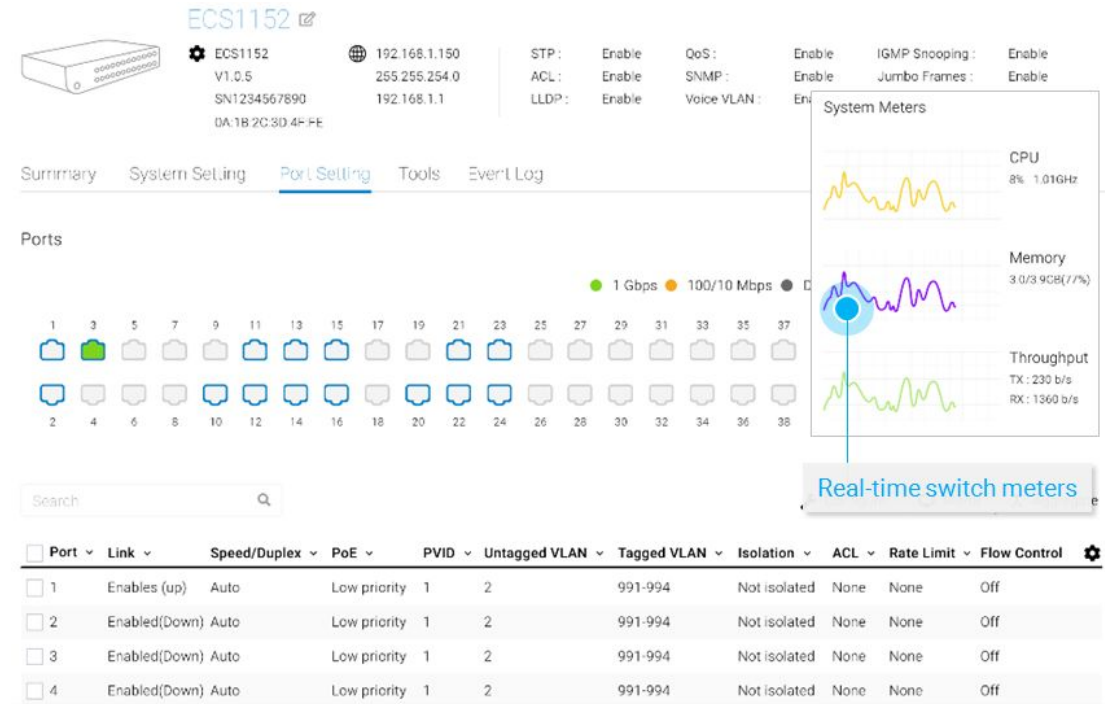 ECS1152
ECS1152 192.168.1.150 STP : Enable QoS : Enable IGMP Snooping : Enable
V1.0.5 255.255.254.0 ACL : Enable SNMP : Enable Jumbo Frames : Enable
SN1234567890 192.168.1.1 LLDP : Enable Voice VLAN :
0A:1B:2C:3D:4F:FE
System Meters
CPU
8% 1.01GHz
Summary System Setting Port Setting Tools Event Log
Ports
Memory
3.0/3.9GB(77%)
1 Gbps 100/10 Mbps
1 3 5 7 9 11 13 15 17 19 21 23 25 27 29 31 33 35 37
Throughput
TX : 230 b/s
RX : 1360 b/s
2 4 6 8 10 12 14 16 18 20 22 24 26 28 30 32 34 36 38
Real-time switch meters
Search
Port Link Speed/Duplex PoE PVID Untagged VLAN Tagged VLAN Isolation ACL Rate Limit Flow Control
1 Enables (up) Auto Low priority 1 2 991-994 Not isolated None None Off
2 Enabled(Down) Auto Low priority 1 2 991-994 Not isolated None None Off
3 Enabled(Down) Auto Low priority 1 2 991-994 Not isolated None None Off
4 Enabled(Down) Auto Low priority 1 2 991-994 Not isolated None None Off